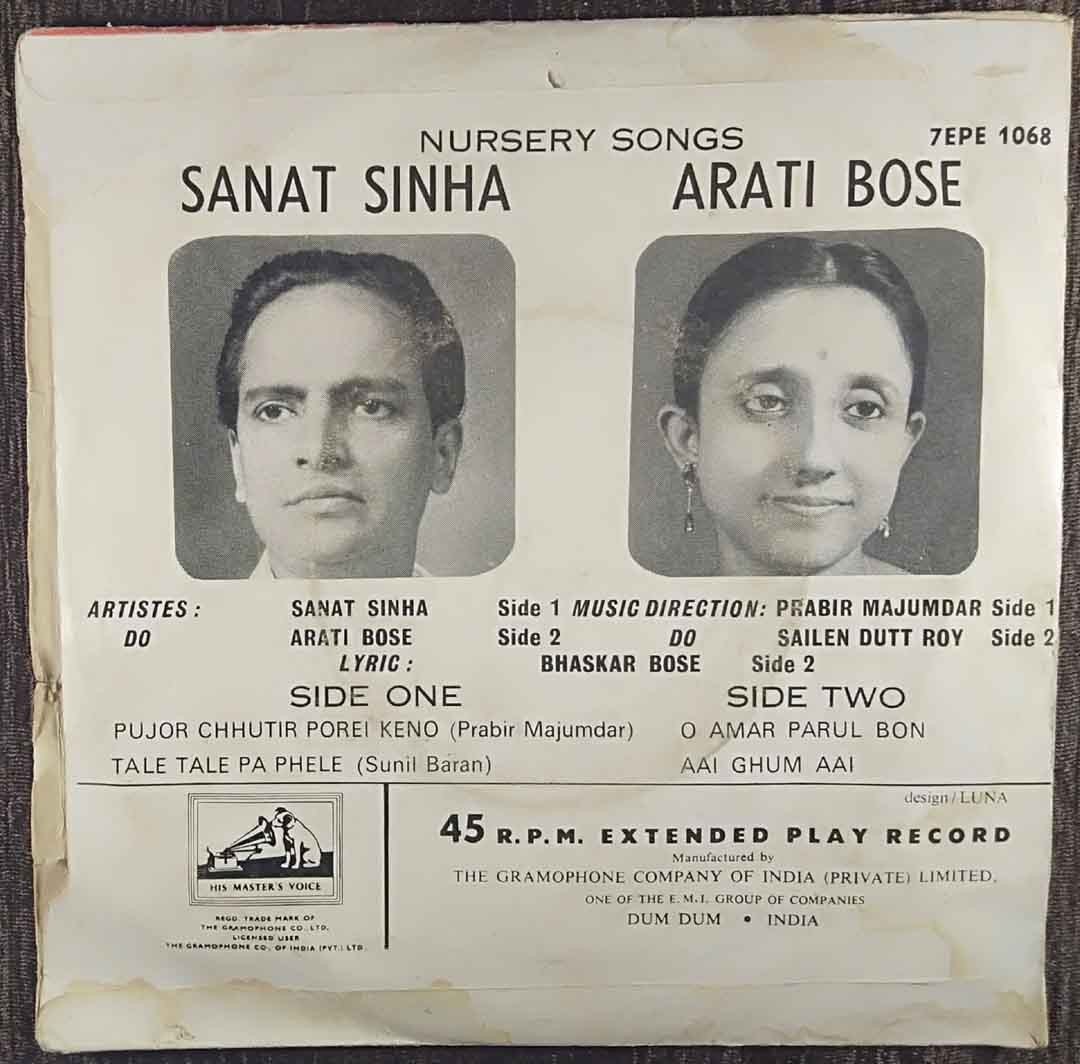 NURSERY SONGS
7EPE 1068
SANAT SINHA
ARATI BOSE
ARTISTES : SANAT SINHA Side 1 MUSIC DIRECTION: PRABIR MAJUMDAR Side 1
DO ARATI BOSE Side 2 DO SAILEN DUTT ROY Side 2
LYRIC : BHASKAR BOSE Side 2
SIDE ONE
PUJOR CHHUTIR POREI KENO (Prabir Majumdar)
TALE TALE PA PHELE (Sunil Baran)
SIDE TWO
O AMAR PARUL BON
AAI GHUM AAI
design/LUNA
HIS MASTER'S VOICE
REGD. TRADE MARK OF
THE GRAMOPHONE CO., LTD.
LICENSED USER
THE GRAMOPHONE CO., OF INDIA (PVT.) LTD.
45 R.P.M. EXTENDED PLAY RECORD
Manufactured by
THE GRAMOPHONE COMPANY OF INDIA (PRIVATE) LIMITED.
ONE OF THE E.M.I. GROUP OF COMPANIES
DUM DUM • INDIA